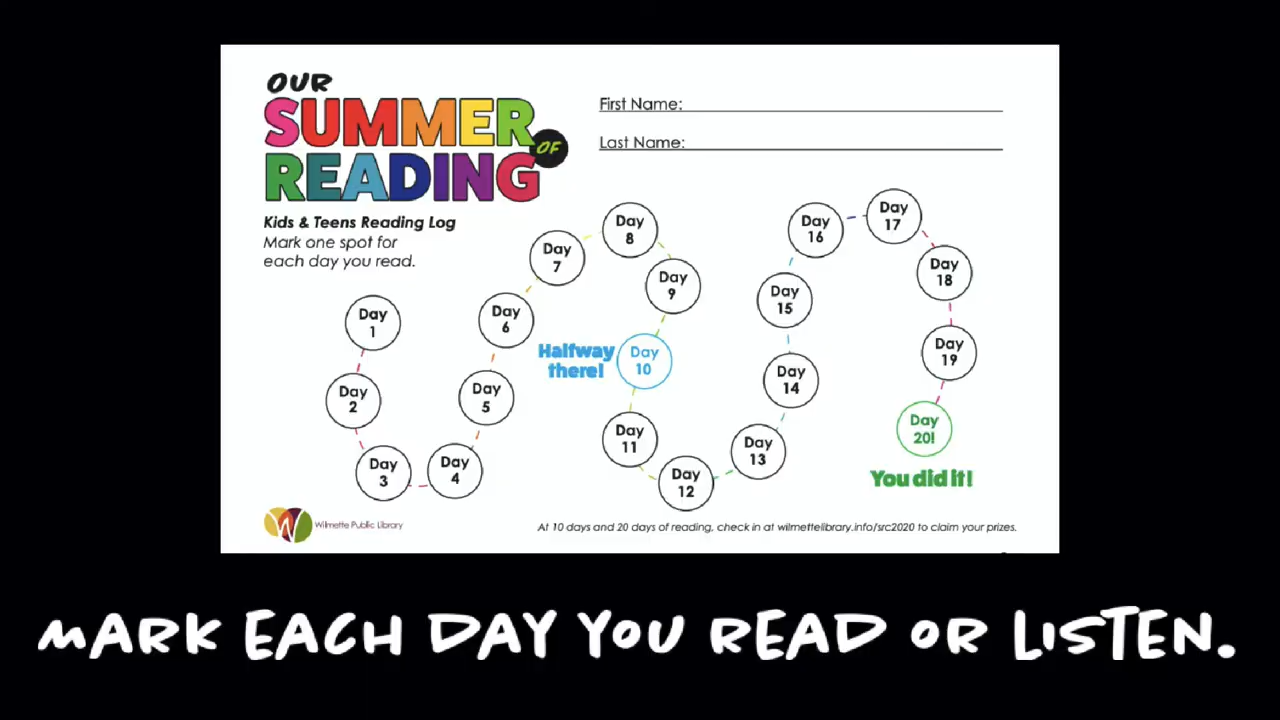 OUR
SUMMER
OF
READING
First Name:
Last Name:
Kids & Teens Reading Log
Mark one spot for
each day you read.
Day
1
Day
2
Day
3
Day
4
Day
5
Day
6
Day
7
Day
8
Day
9
Halfway
there!
Day
10
Day
11
Day
12
Day
13
Day
14
Day
15
Day
16
Day
17
Day
18
Day
19
Day
20!
You did it!
W
Wilmette Public Library
At 10 days and 20 days of reading, check in at wilmettelibrary.info/src2020 to claim your prizes.
MARK EACH DAY YOU READ OR LISTEN.